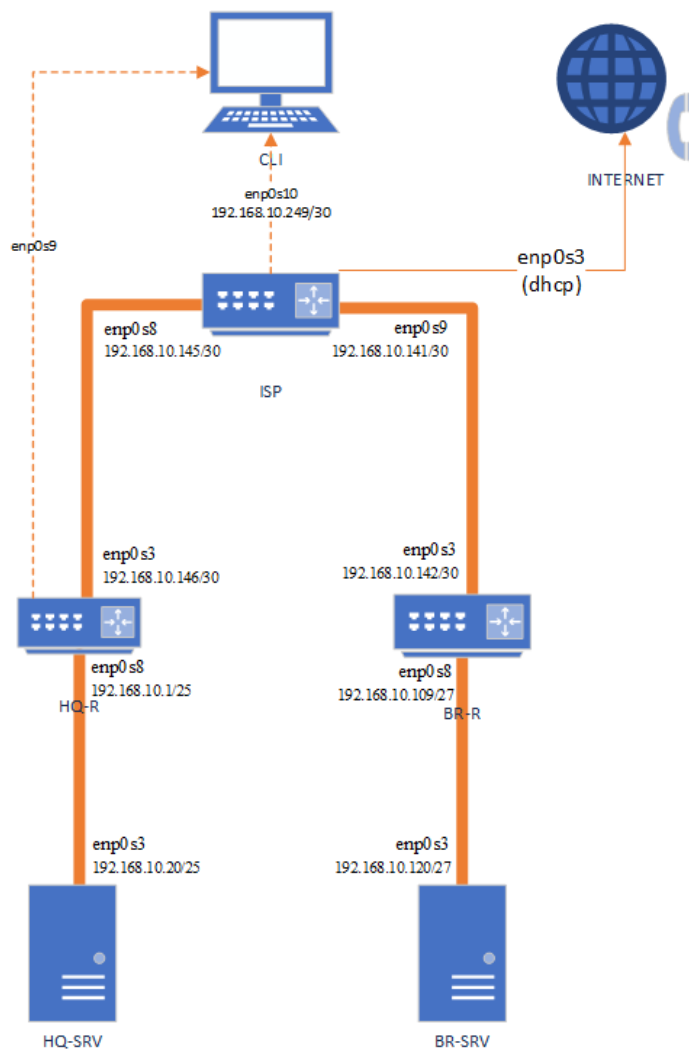 CLI
INTERNET
enp0s10
192.168.10.249/30
enp0s9
enp0s3
(dhcp)
enp0s8
192.168.10.145/30
enp0s9
192.168.10.141/30
ISP
enp0s3
192.168.10.146/30
enp0s3
192.168.10.142/30
enp0s8
192.168.10.1/25
HQ-R
enp0s8
192.168.10.109/27
BR-R
enp0s3
192.168.10.20/25
enp0s3
192.168.10.120/27
HQ-SRV
BR-SRV